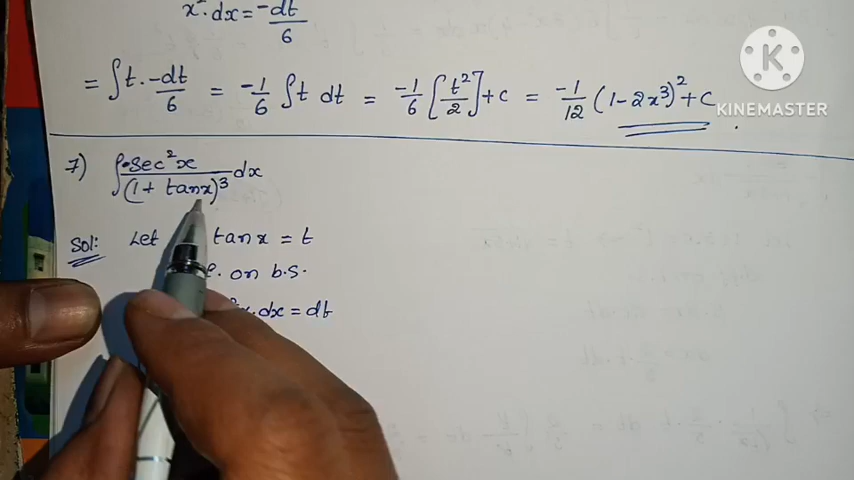 x². dx = -dt/6
= ∫t. -dt/6 = -1/6 ∫t dt = -1/6 [t²/2] + c = -1/12 (1-2x³)² + c
KINEMASTER
7) ∫ sec²x/(1 + tanx)³ dx
Sol: Let tanx = t
on b.s.
x.dx = dt